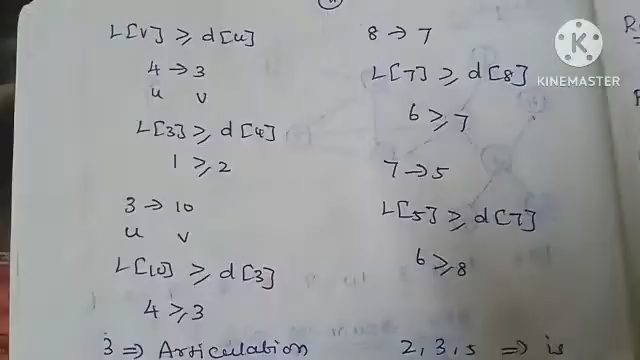 L[v] ≥ d[u]
4 → 3
u v
L[3] ≥ d[4]
1 ≥ 2
3 → 10
u v
L[10] ≥ d[3]
4 ≥ 3
3 ⇒ Articulation
8 → 7
L[7] ≥ d[8]
6 ≥ 7
7 → 5
L[5] ≥ d[7]
6 ≥ 8
2, 3, 5 ⇒ is
KINEMASTER